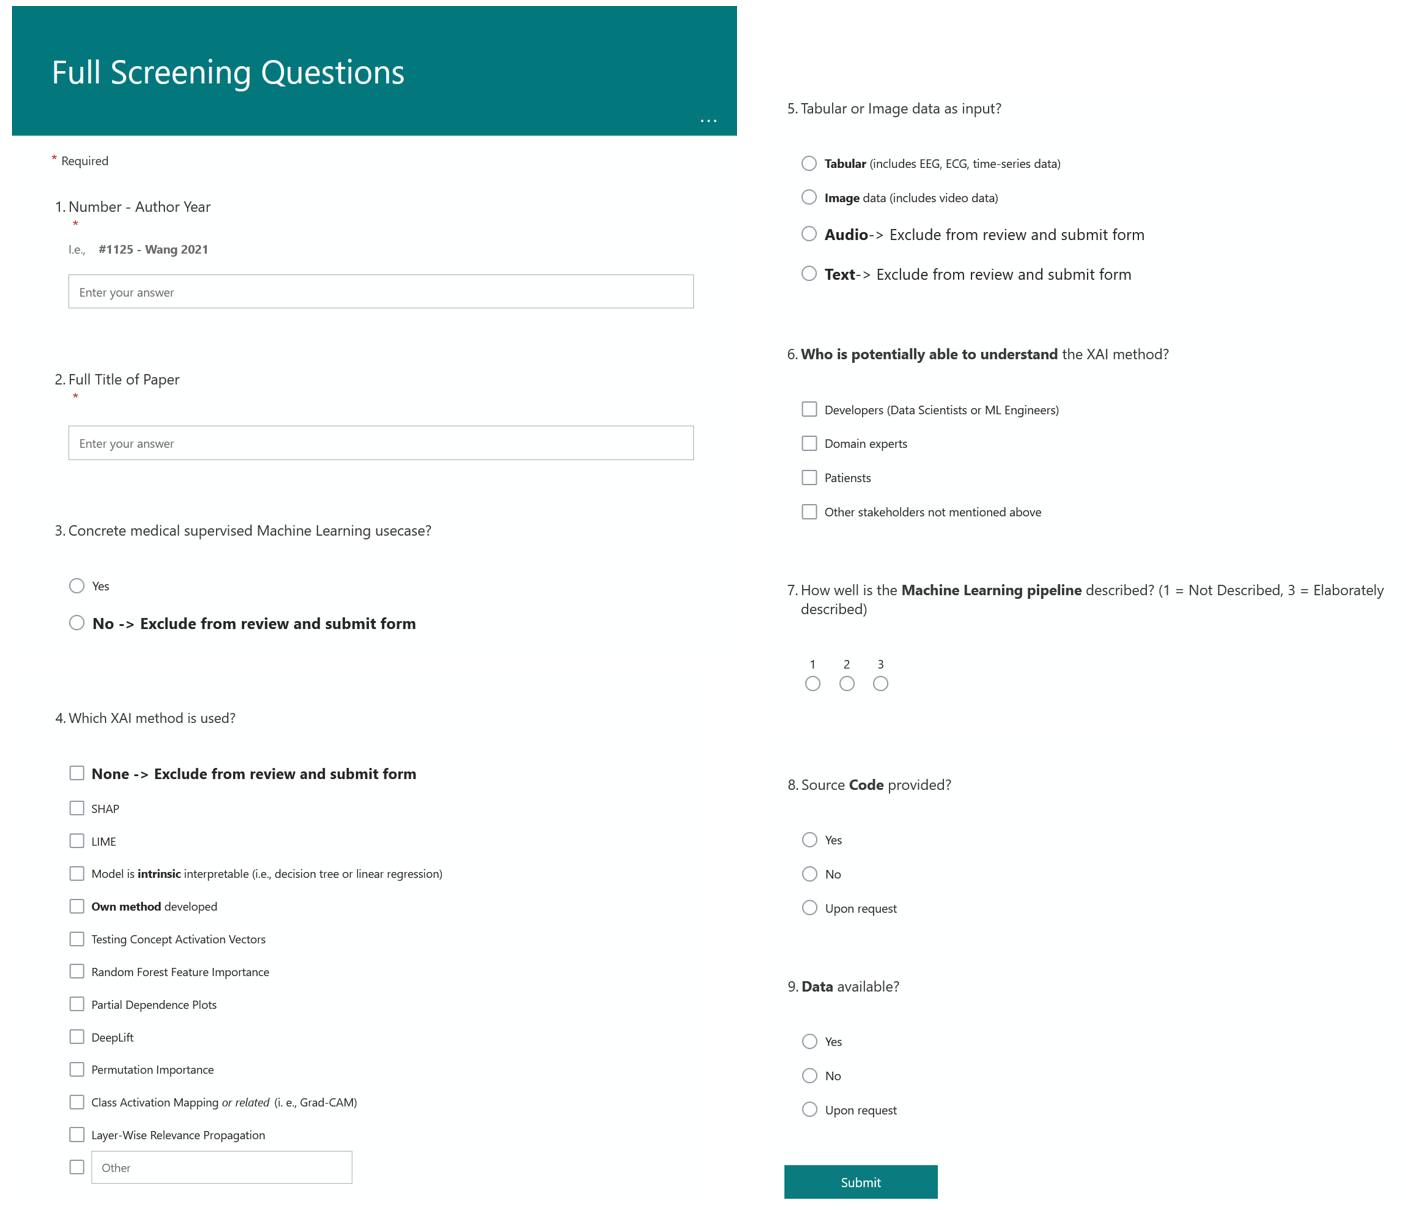 Full Screening Questions
...
* Required
1. Number - Author Year
*
I.e., #1125 - Wang 2021
Enter your answer
2. Full Title of Paper
*
Enter your answer
3. Concrete medical supervised Machine Learning usecase?
Yes
No -> Exclude from review and submit form
4. Which XAI method is used?
None -> Exclude from review and submit form
SHAP
LIME
Model is intrinsic interpretable (i.e., decision tree or linear regression)
Own method developed
Testing Concept Activation Vectors
Random Forest Feature Importance
Partial Dependence Plots
DeepLift
Permutation Importance
Class Activation Mapping or related (i. e., Grad-CAM)
Layer-Wise Relevance Propagation
Other
5. Tabular or Image data as input?
Tabular (includes EEG, ECG, time-series data)
Image data (includes video data)
Audio-> Exclude from review and submit form
Text-> Exclude from review and submit form
6. Who is potentially able to understand the XAI method?
Developers (Data Scientists or ML Engineers)
Domain experts
Patiensts
Other stakeholders not mentioned above
7. How well is the Machine Learning pipeline described? (1 = Not Described, 3 = Elaborately
described)
1 2 3
8. Source Code provided?
Yes
No
Upon request
9. Data available?
Yes
No
Upon request
Submit